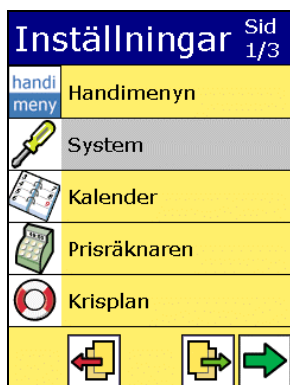 Inställningar Sid
1/3
handi
meny Handimenyn
System
Kalender
Prisräknaren
Krisplan